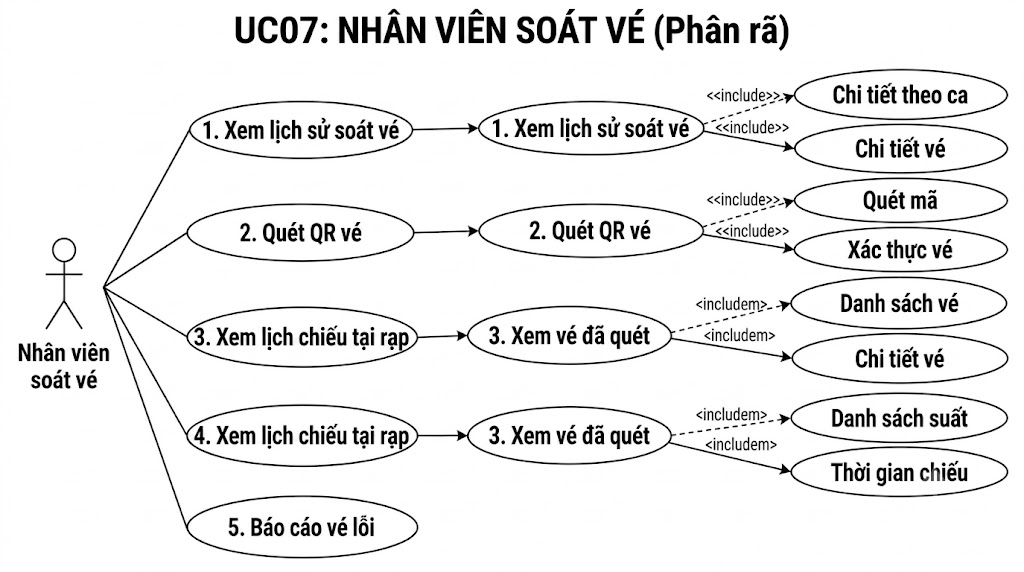 UC07: NHÂN VIÊN SOÁT VÉ (Phân rã)
1. Xem lịch sử soát vé
1. Xem lịch sử soát vé
<<include>>
Chi tiết theo ca
<<include>>
Chi tiết vé
2. Quét QR vé
2. Quét QR vé
<<include>>
Quét mã
<<include>>
Xác thực vé
Nhân viên
soát vé
3. Xem lịch chiếu tại rạp
3. Xem vé đã quét
<includem>
Danh sách vé
<includem>
Chi tiết vé
4. Xem lịch chiếu tại rạp
3. Xem vé đã quét
<includem>
Danh sách suất
<includem>
Thời gian chiếu
5. Báo cáo vé lỗi